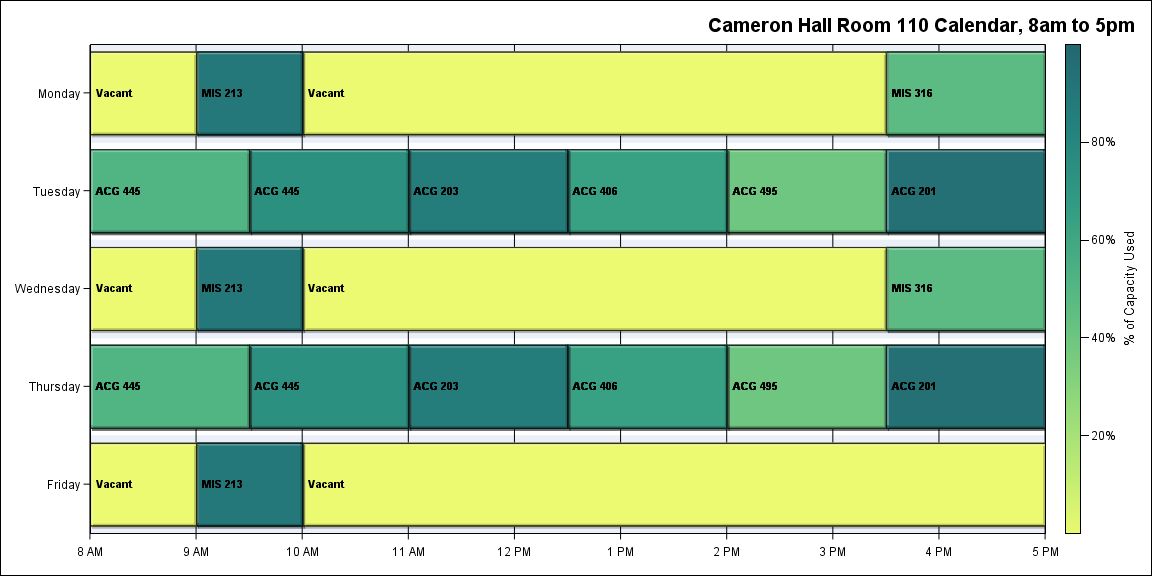 Cameron Hall Room 110 Calendar, 8am to 5pm
Monday
Vacant
MIS 213
Vacant
MIS 316
80%
Tuesday
ACG 445
ACG 445
ACG 203
ACG 406
ACG 495
ACG 201
60%
% of Capacity Used
Wednesday
Vacant
MIS 213
Vacant
MIS 316
40%
Thursday
ACG 445
ACG 445
ACG 203
ACG 406
ACG 495
ACG 201
20%
Friday
Vacant
MIS 213
Vacant
8 AM
9 AM
10 AM
11 AM
12 PM
1 PM
2 PM
3 PM
4 PM
5 PM